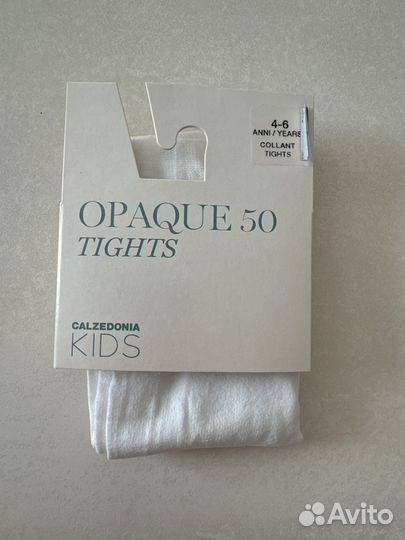 4-6
ANNI / YEARS
COLLANT
TIGHTS
OPAQUE 50
TIGHTS
CALZEDONIA
KIDS
Avito